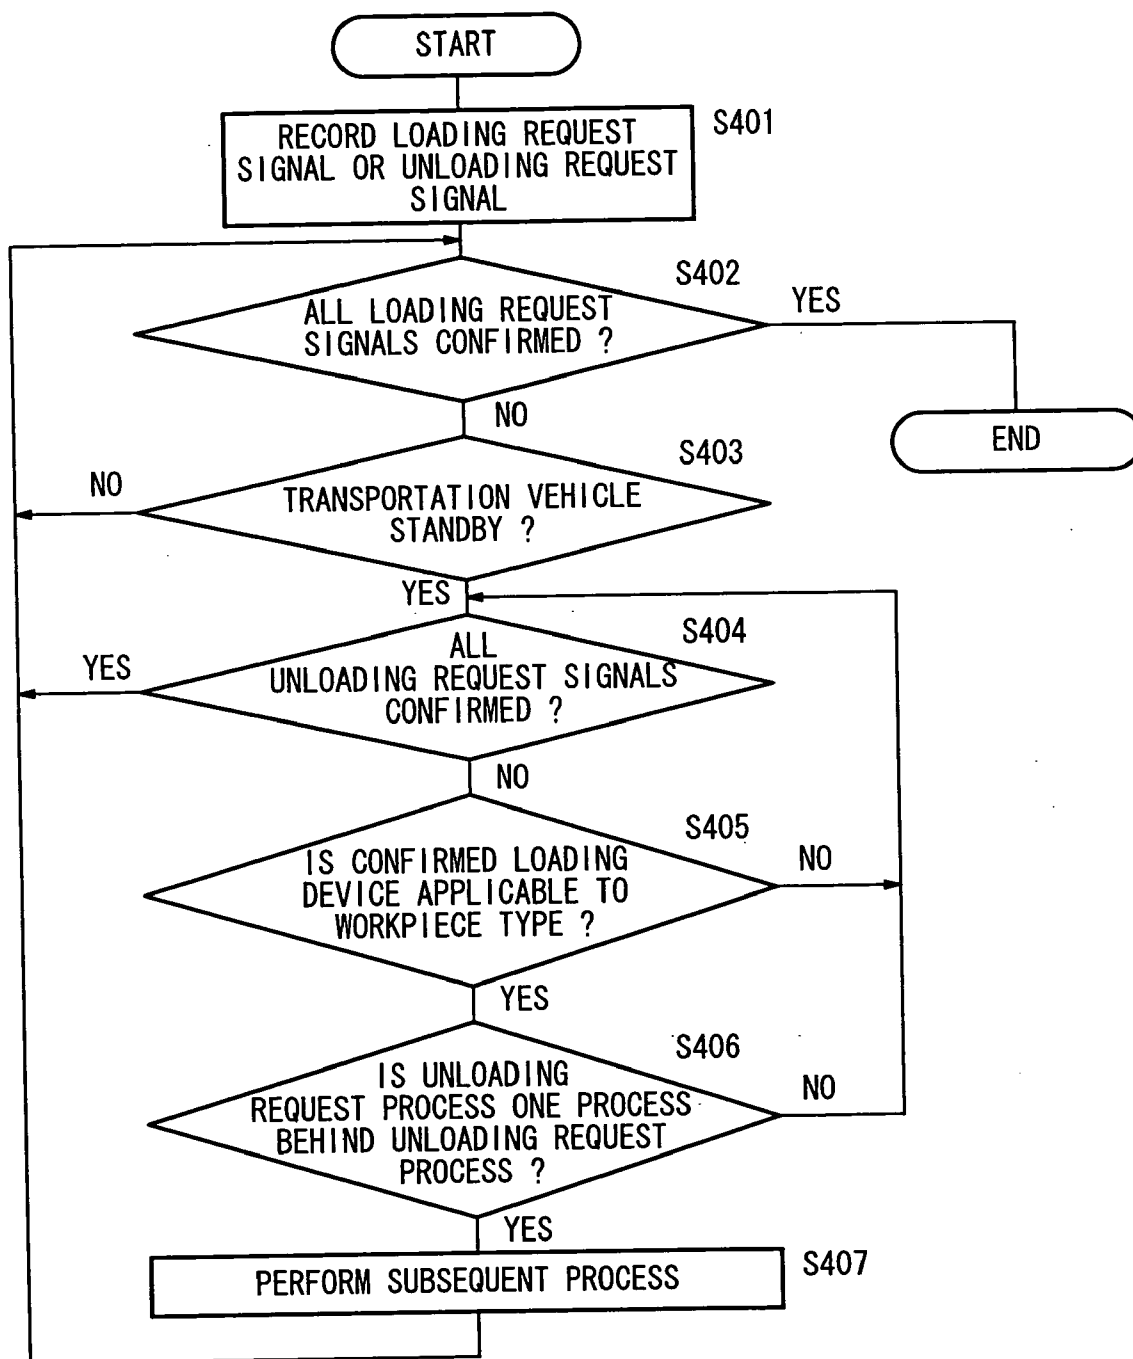 START
S401
RECORD LOADING REQUEST
SIGNAL OR UNLOADING REQUEST
SIGNAL
S402
ALL LOADING REQUEST
SIGNALS CONFIRMED ?
YES
NO
END
S403
NO
TRANSPORTATION VEHICLE
STANDBY ?
YES
S404
YES
ALL
UNLOADING REQUEST SIGNALS
CONFIRMED ?
NO
S405
IS CONFIRMED LOADING
DEVICE APPLICABLE TO
WORKPIECE TYPE ?
NO
YES
S406
IS UNLOADING
REQUEST PROCESS ONE PROCESS
BEHIND UNLOADING REQUEST
PROCESS ?
NO
YES
S407
PERFORM SUBSEQUENT PROCESS